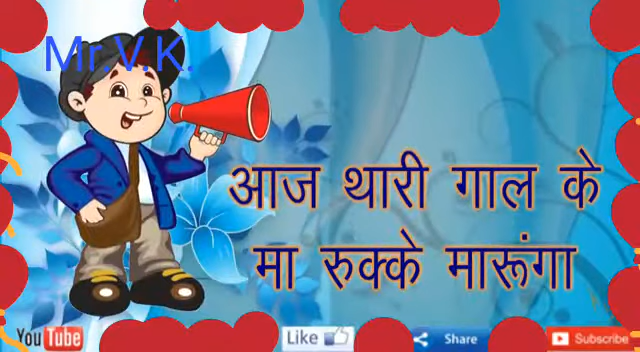 Mr V.K.
आज थारी गाल के
मा रुक्के मारूंगा
YouTube
Like
Share
Subscribe